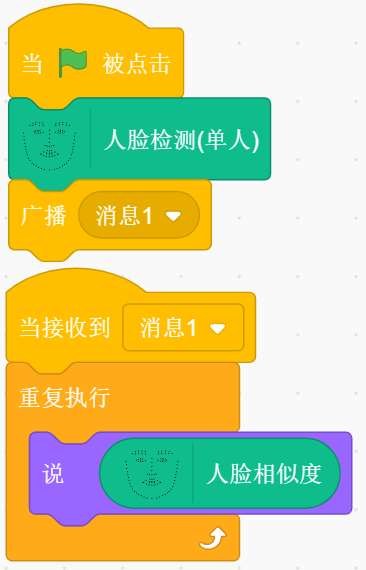 当 被点击
人脸检测(单人)
广播 消息1
当接收到 消息1
重复执行
说 人脸相似度